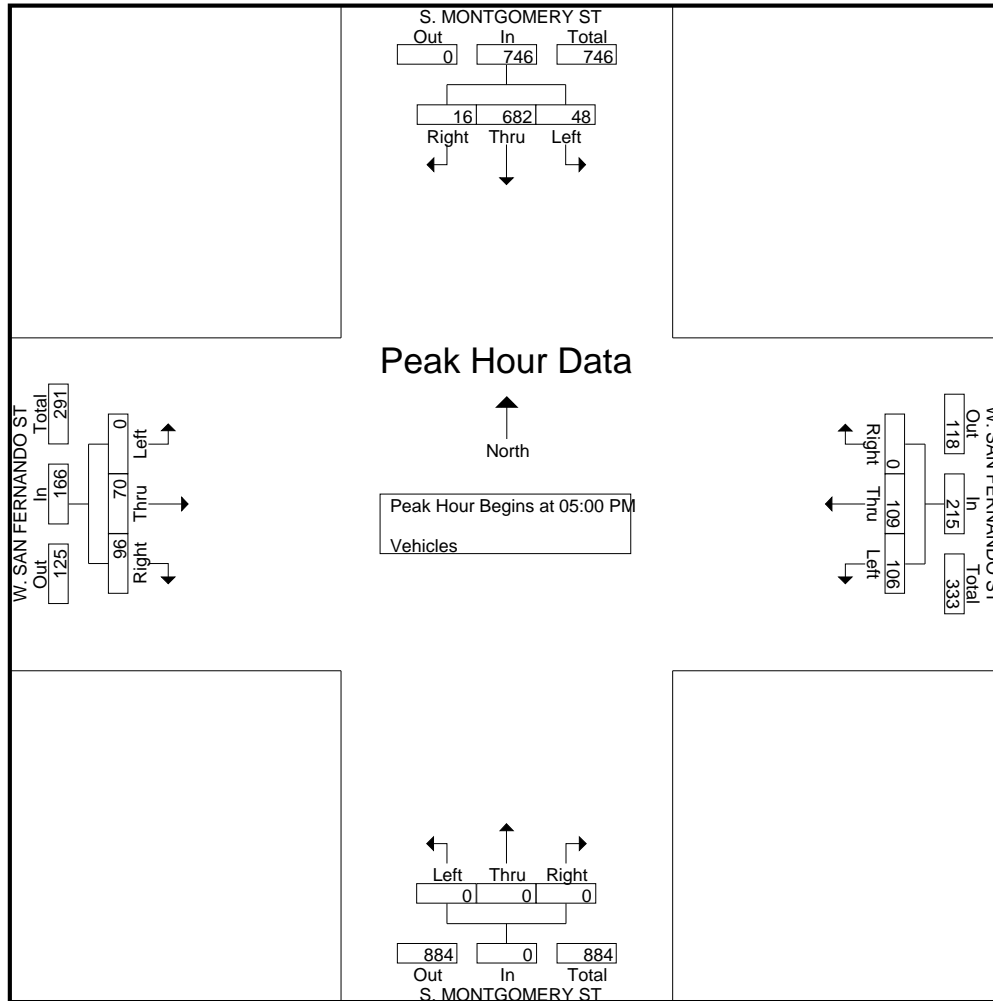 S. MONTGOMERY ST
Out In Total
0 746 746
16 682 48
Right Thru Left
Peak Hour Data
North
Peak Hour Begins at 05:00 PM
Vehicles
W. SAN FERNANDO ST
Total In Out
291 166 125
0 70 96
Left Thru Right
W. SAN FERNANDO ST
Out In Total
118 215 333
0 109 106
Right Thru Left
Left Thru Right
0 0 0
884 0 884
Out In Total
S. MONTGOMERY ST